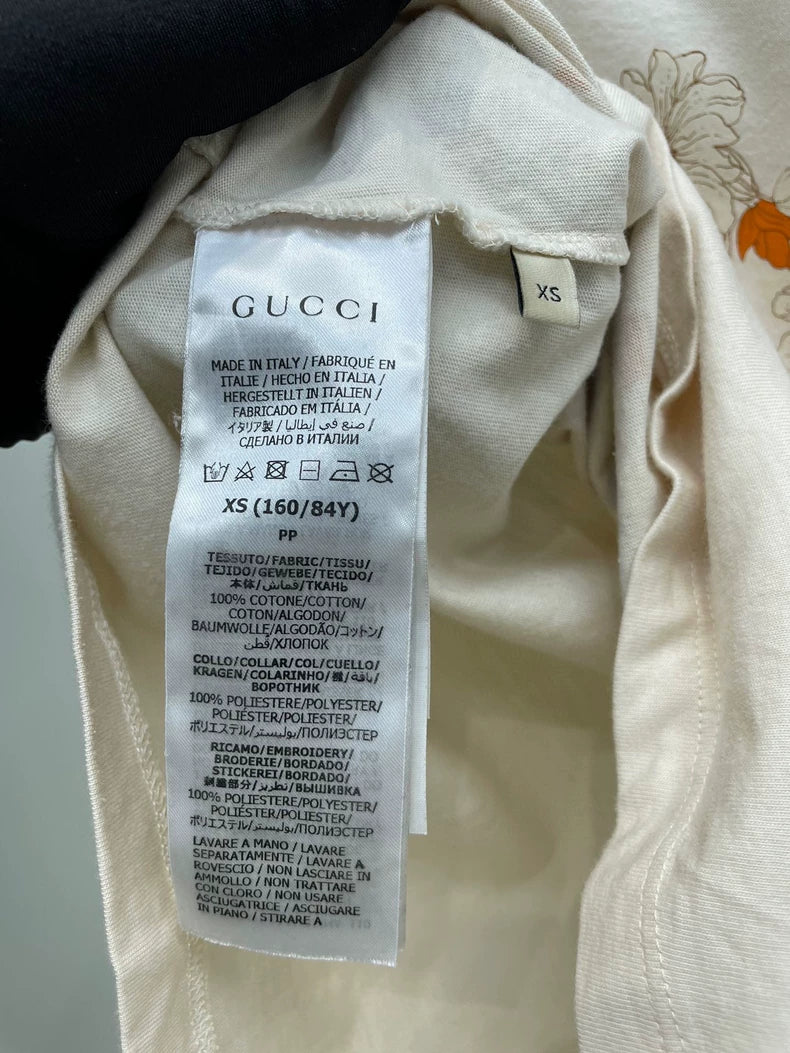 GUCCI
MADE IN ITALY / FABRIQUÉ EN
ITALIE / HECHO EN ITALIA /
HERGESTELLT IN ITALIEN /
FABRICADO EM ITÁLIA /
イタリア製 / صنع في إيطاليا /
СДЕЛАНО В ИТАЛИИ
XS (160/84Y)
PP
TESSUTO/FABRIC/TISSU/
TEJIDO/GEWEBE/TECIDO/
本体/قماش/ТКАНЬ
100% COTONE/COTTON/
COTON/ALGODON/
BAUMWOLLE/ALGODÃO/コットン/
قطن/ХЛОПОК
COLLO/COLLAR/COL/CUELLO/
KRAGEN/COLARINHO/襟/ياقة/
ВОРОТНИК
100% POLIESTERE/POLYESTER/
POLIÉSTER/POLIESTER/
ポリエステル/بوليستر/ПОЛИЭСТЕР
RICAMO/EMBROIDERY/
BRODERIE/BORDADO/
STICKEREI/BORDADO/
刺繍部分/تطريز/ВЫШИВКА
100% POLIESTERE/POLYESTER/
POLIÉSTER/POLIESTER/
ポリエステル/بوليستر/ПОЛИЭСТЕР
LAVARE A MANO / LAVARE
SEPARATAMENTE / LAVARE A
ROVESCIO / NON LASCIARE IN
AMMOLLO / NON TRATTARE
CON CLORO / NON USARE
ASCIUGATRICE / ASCIUGARE
IN PIANO / STIRARE A
XS